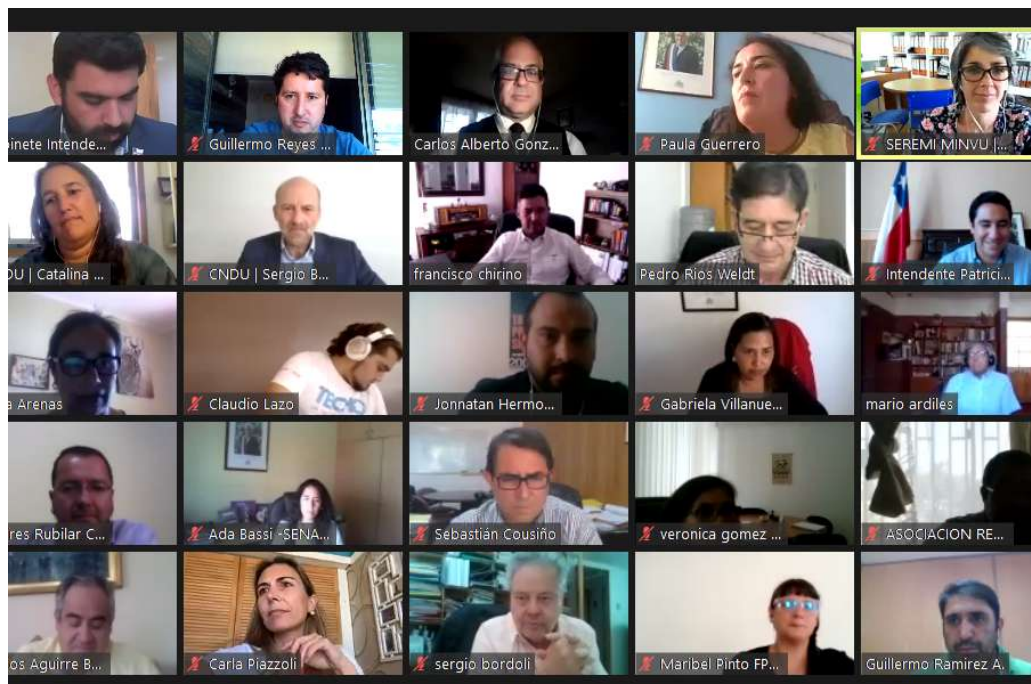 binete Intende...
Guillermo Reyes ...
Carlos Alberto Gonz...
Paula Guerrero
SEREMI MINVU |...
DU | Catalina ...
CNDU | Sergio B...
francisco chirino
Pedro Rios Weldt
Intendente Patrici...
a Arenas
Claudio Lazo
Jonnatan Hermo...
Gabriela Villanue...
mario ardiles
res Rubilar C...
Ada Bassi -SENA...
Sebastián Cousiño
veronica gomez ...
ASOCIACION RE...
os Aguirre B...
Carla Piazzoli
sergio bordoli
Maribel Pinto FP...
Guillermo Ramirez A.